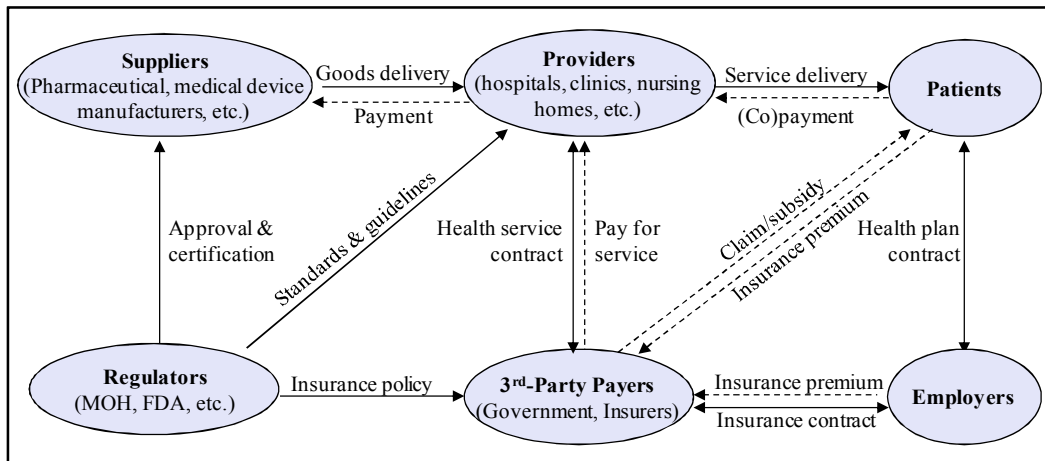 Suppliers
(Pharmaceutical, medical device
manufacturers, etc.)
Goods delivery
Payment
Providers
(hospitals, clinics, nursing
homes, etc.)
Service delivery
(Co)payment
Patients
Approval &
certification
Standards & guidelines
Health service
contract
Pay for
service
Claim/subsidy
Insurance premium
Health plan
contract
Regulators
(MOH, FDA, etc.)
Insurance policy
3rd-Party Payers
(Government, Insurers)
Insurance premium
Insurance contract
Employers